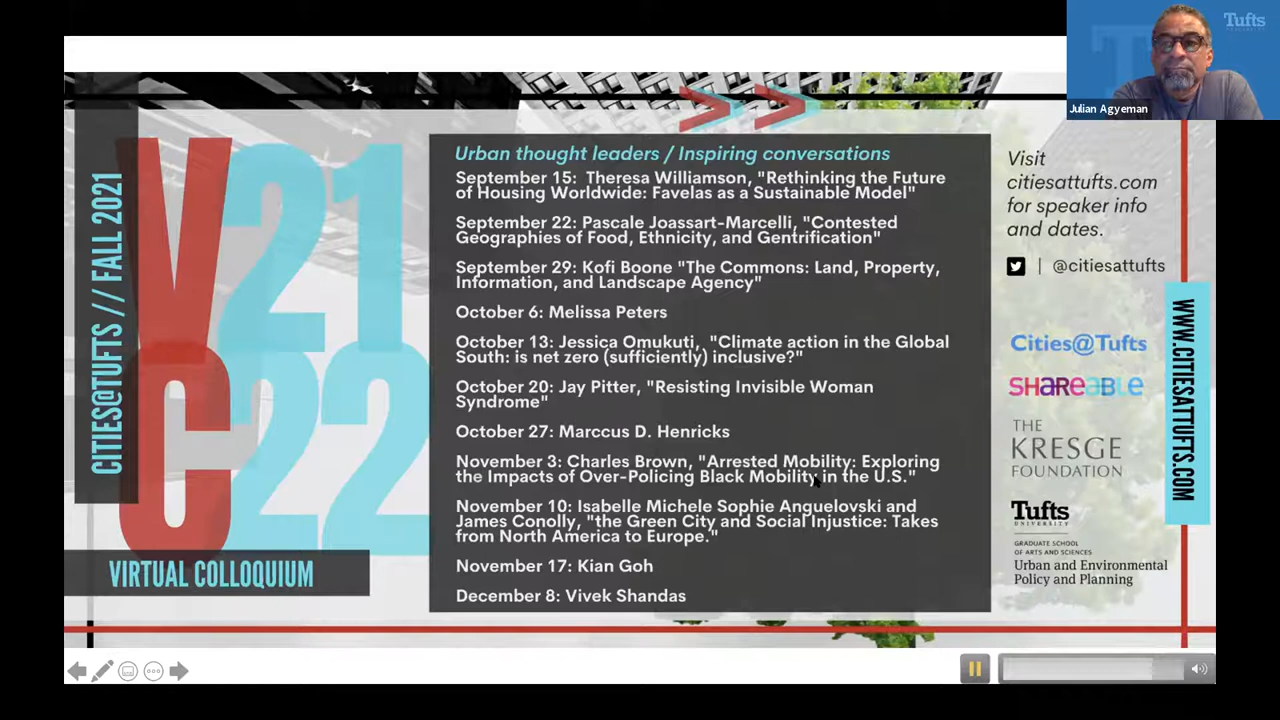 Tufts
UNIVERSITY
Julian Agyeman
CITIES@TUFTS // FALL 2021
V21
C22
VIRTUAL COLLOQUIUM
Urban thought leaders / Inspiring conversations
September 15: Theresa Williamson, "Rethinking the Future
of Housing Worldwide: Favelas as a Sustainable Model"
September 22: Pascale Joassart-Marcelli, "Contested
Geographies of Food, Ethnicity, and Gentrification"
September 29: Kofi Boone "The Commons: Land, Property,
Information, and Landscape Agency"
October 6: Melissa Peters
October 13: Jessica Omukuti, "Climate action in the Global
South: is net zero (sufficiently) inclusive?"
October 20: Jay Pitter, "Resisting Invisible Woman
Syndrome"
October 27: Marccus D. Henricks
November 3: Charles Brown, "Arrested Mobility: Exploring
the Impacts of Over-Policing Black Mobility in the U.S."
November 10: Isabelle Michele Sophie Anguelovski and
James Conolly, "the Green City and Social Injustice: Takes
from North America to Europe."
November 17: Kian Goh
December 8: Vivek Shandas
Visit
citiesattufts.com
for speaker info
and dates.
| @citiesattufts
Cities@Tufts
SHAREABLE
THE
KRESGE
FOUNDATION
Tufts
UNIVERSITY
GRADUATE SCHOOL
OF ARTS AND SCIENCES
Urban and Environmental
Policy and Planning
WWW.CITIESATTUFTS.COM